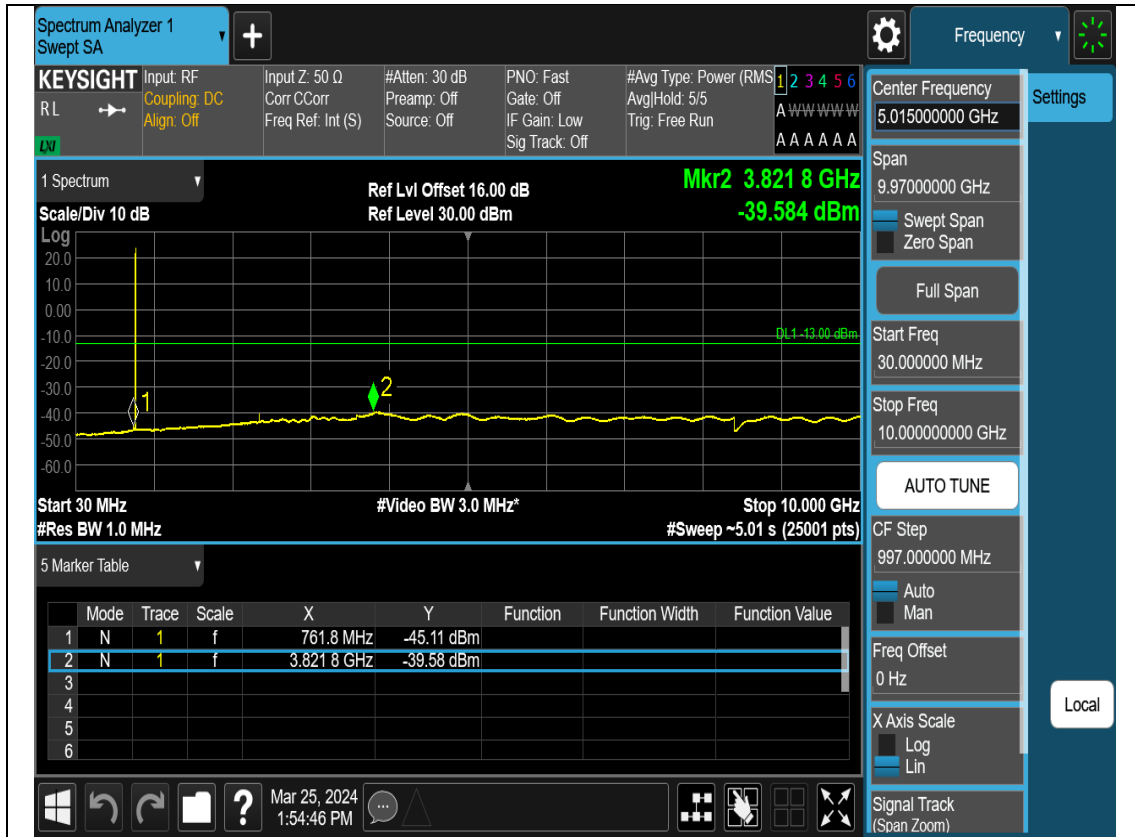 Spectrum Analyzer 1
Swept SA
+
Frequency
KEYSIGHT
RL
LXI
Input: RF
Coupling: DC
Align: Off
Input Z: 50 Ω
Corr CCorr
Freq Ref: Int (S)
#Atten: 30 dB
Preamp: Off
Source: Off
PNO: Fast
Gate: Off
IF Gain: Low
Sig Track: Off
#Avg Type: Power (RMS
Avg|Hold: 5/5
Trig: Free Run
1 2 3 4 5 6
A W W W W W
A A A A A A
1 Spectrum
Scale/Div 10 dB
Ref Lvl Offset 16.00 dB
Ref Level 30.00 dBm
Mkr2 3.821 8 GHz
-39.584 dBm
Log
20.0
10.0
0.00
-10.0
-20.0
-30.0
-40.0
-50.0
-60.0
DL1 -13.00 dBm
1
2
Start 30 MHz
#Video BW 3.0 MHz*
Stop 10.000 GHz
#Res BW 1.0 MHz
#Sweep ~5.01 s (25001 pts)
5 Marker Table
Mode Trace Scale X Y Function Function Width Function Value
1 N 1 f 761.8 MHz -45.11 dBm
2 N 1 f 3.821 8 GHz -39.58 dBm
3
4
5
6
?
Mar 25, 2024
1:54:46 PM
Center Frequency
5.015000000 GHz
Settings
Span
9.97000000 GHz
Swept Span
Zero Span
Full Span
Start Freq
30.000000 MHz
Stop Freq
10.000000000 GHz
AUTO TUNE
CF Step
997.000000 MHz
Auto
Man
Freq Offset
0 Hz
X Axis Scale
Log
Lin
Local
Signal Track
(Span Zoom)